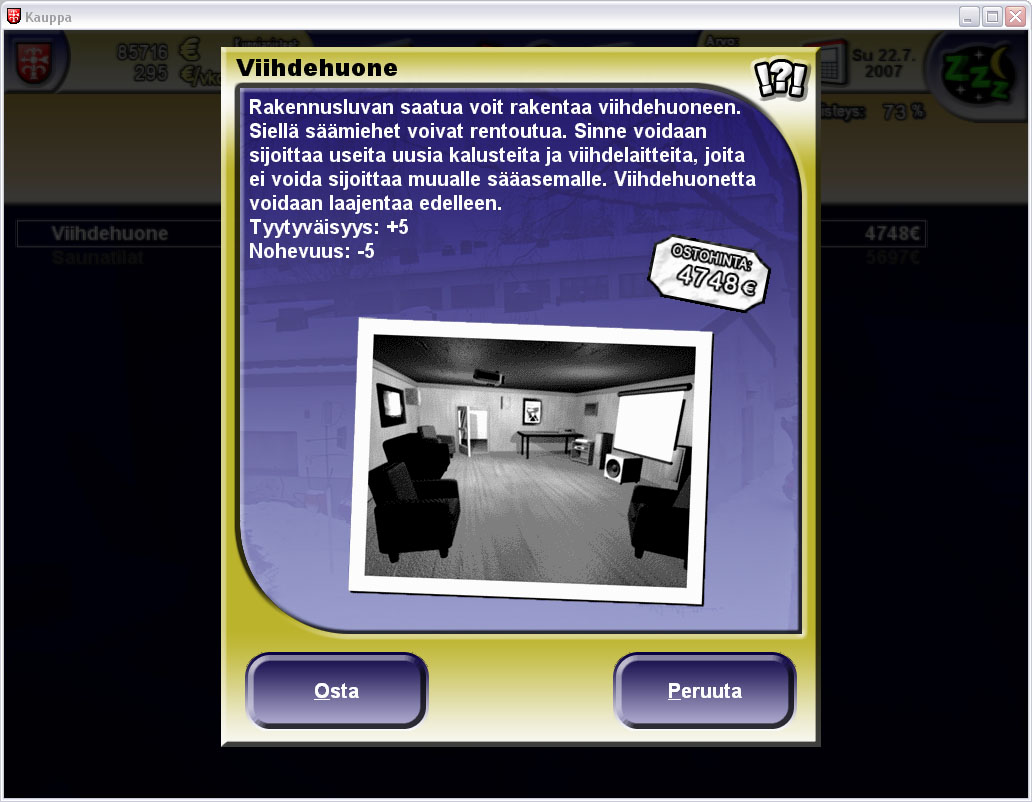 Kauppa
85716 €
295 €/vko
Su 22.7.
2007
73 %
Viihdehuone
Rakennusluvan saatua voit rakentaa viihdehuoneen.
Siellä säämiehet voivat rentoutua. Sinne voidaan
sijoittaa useita uusia kalusteita ja viihdelaitteita, joita
ei voida sijoittaa muualle sääasemalle. Viihdehuonetta
voidaan laajentaa edelleen.
Tyytyväisyys: +5
Nohevuus: -5
OSTOHINTA:
4748 €
Viihdehuone 4748€
Saunatilat 5697€
Osta
Peruuta
!?!
ZZZ